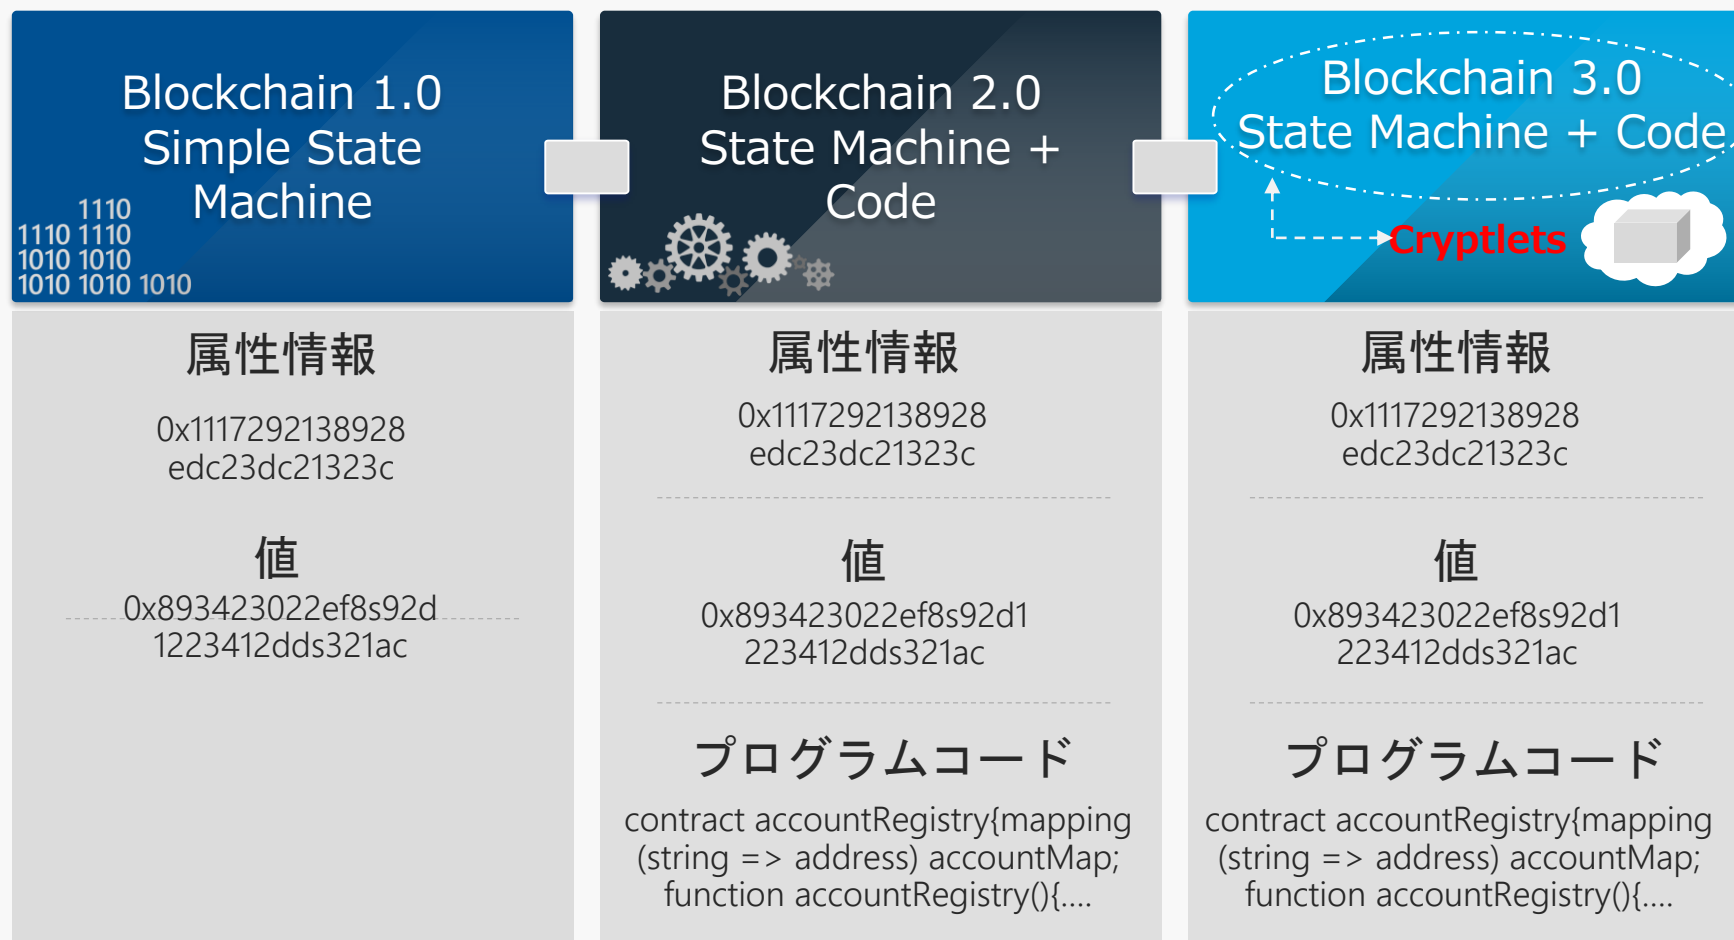 Blockchain 1.0
Simple State
Machine
1110
1110 1110
1010 1010
1010 1010 1010
属性情報
0x1117292138928
edc23dc21323c
値
0x893423022ef8s92d
1223412dds321ac
Blockchain 2.0
State Machine +
Code
属性情報
0x1117292138928
edc23dc21323c
値
0x893423022ef8s92d1
223412dds321ac
プログラムコード
contract accountRegistry{mapping
(string => address) accountMap;
function accountRegistry(){....
Blockchain 3.0
State Machine + Code
Cryptlets
属性情報
0x1117292138928
edc23dc21323c
値
0x893423022ef8s92d1
223412dds321ac
プログラムコード
contract accountRegistry{mapping
(string => address) accountMap;
function accountRegistry(){....